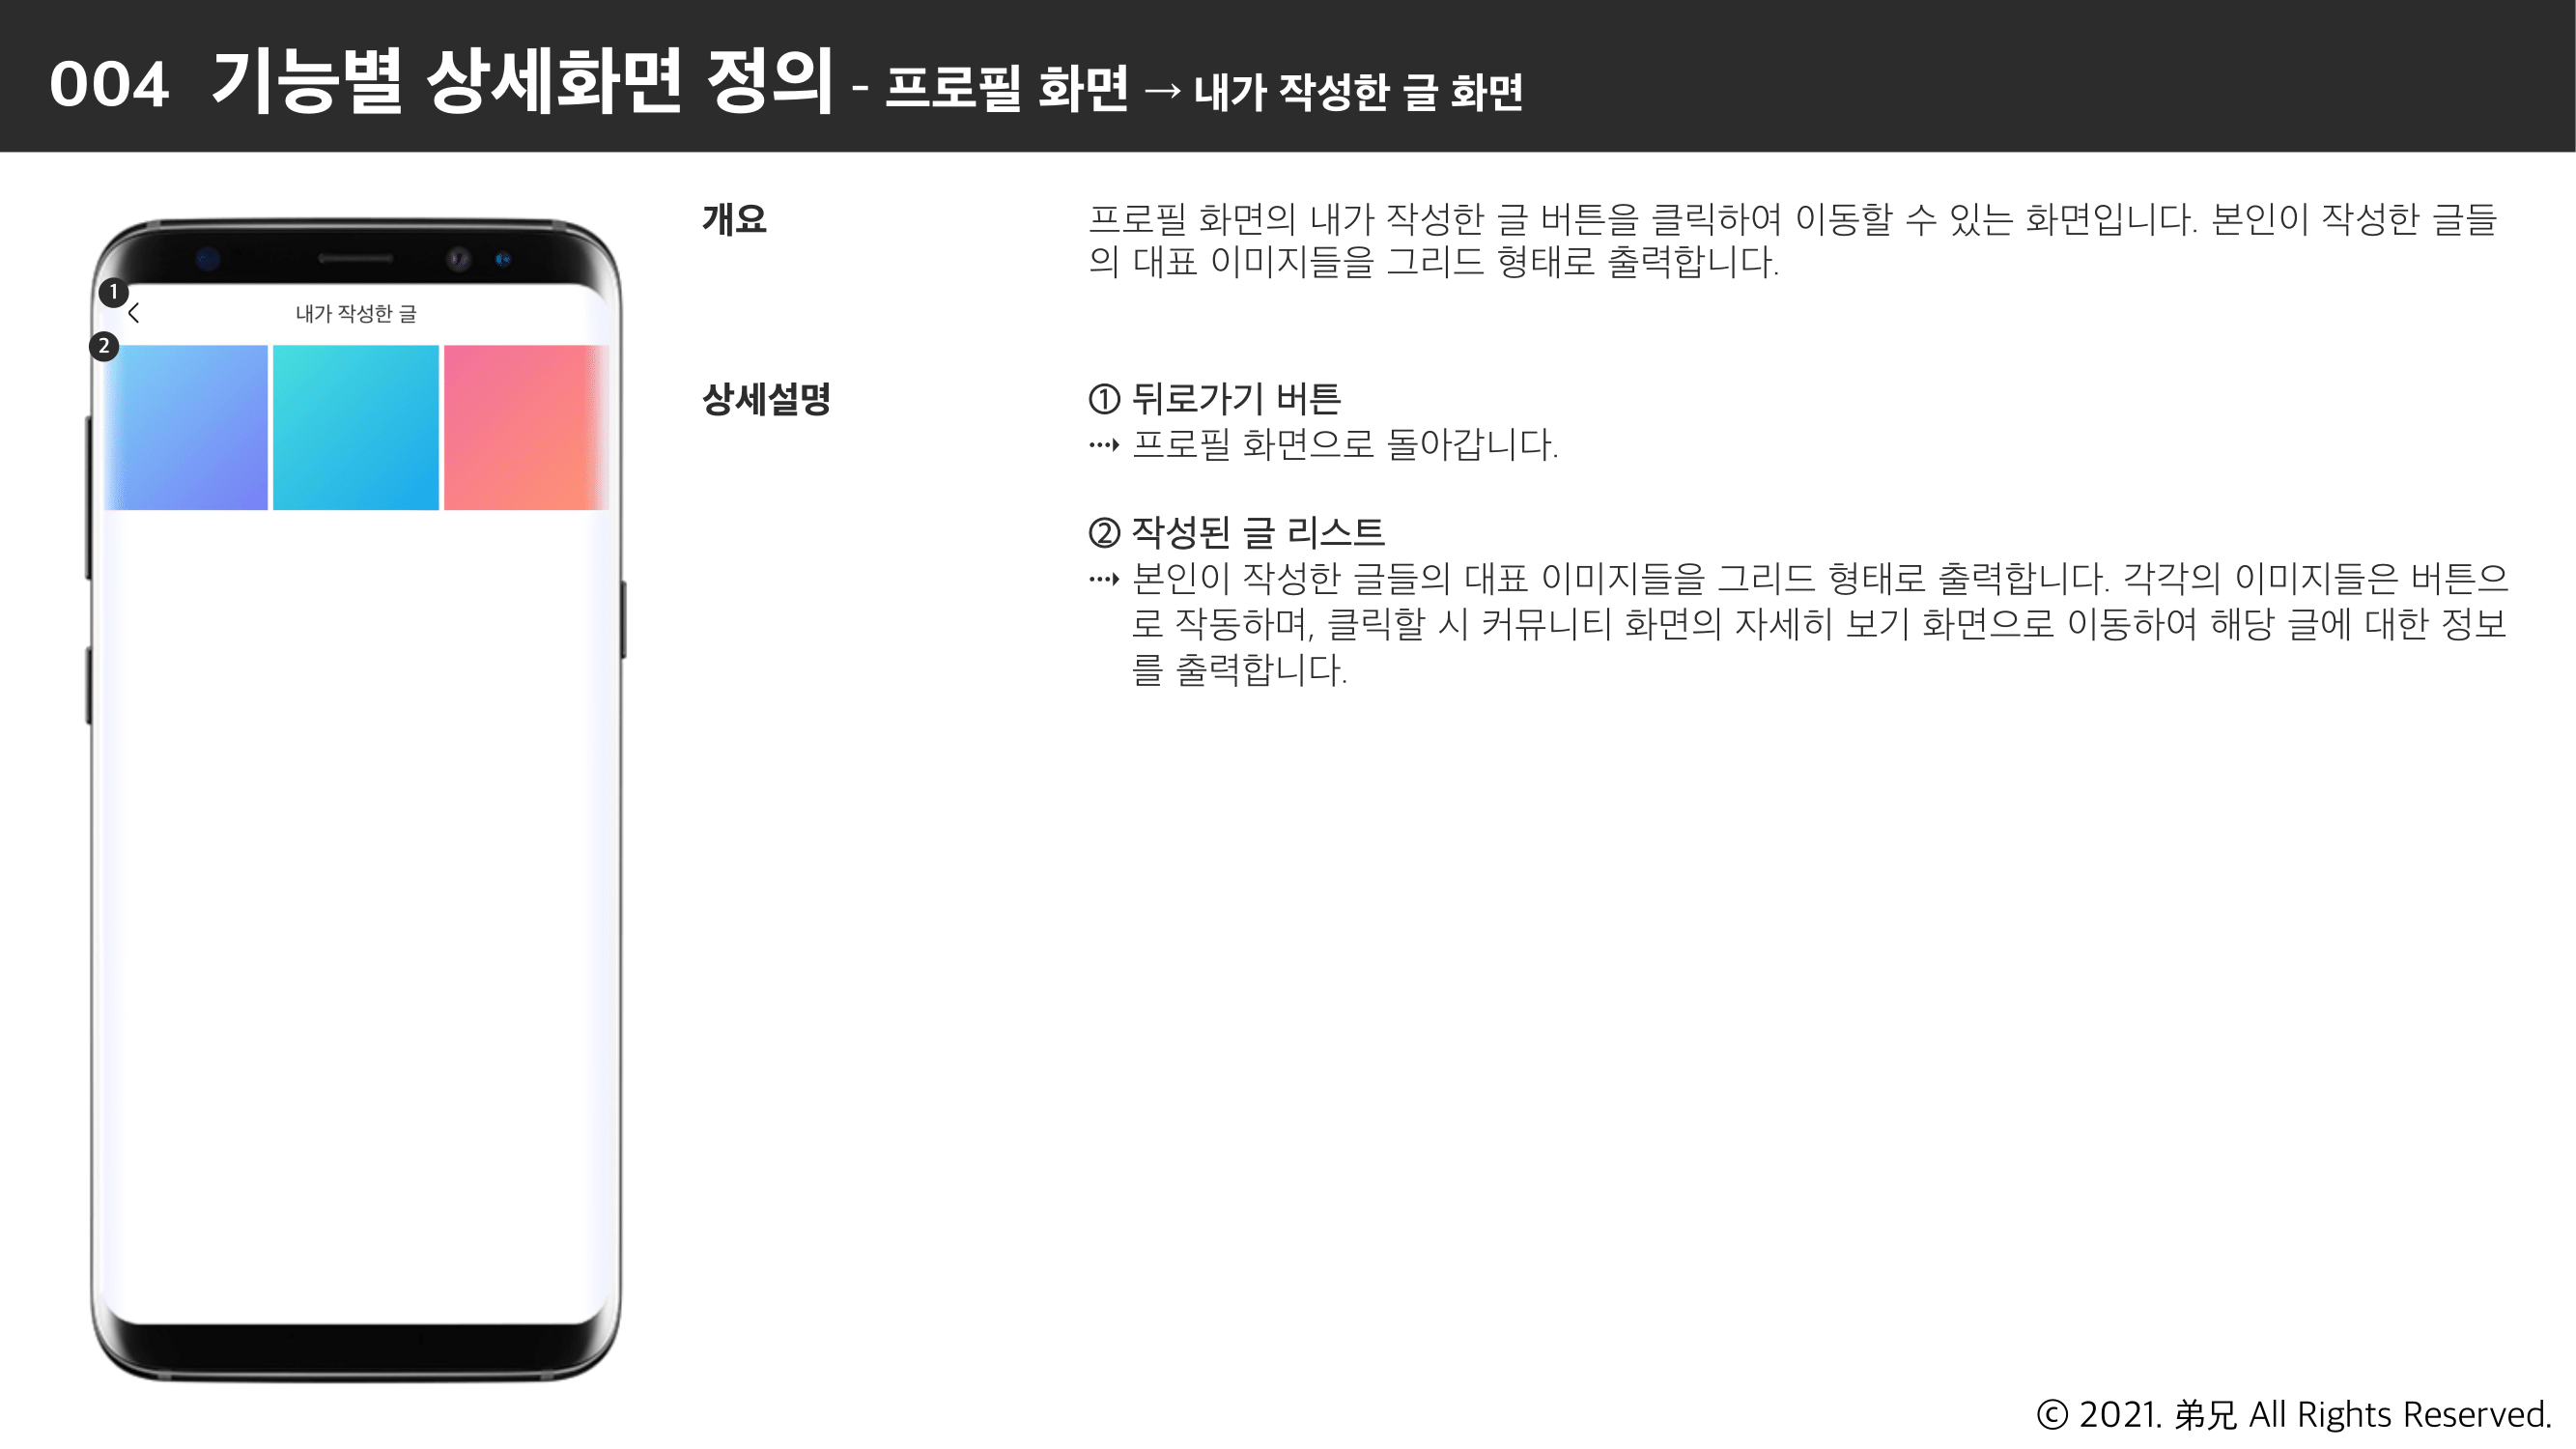 004 기능별 상세화면 정의 - 프로필 화면 → 내가 작성한 글 화면
1
내가 작성한 글
2
개요
프로필 화면의 내가 작성한 글 버튼을 클릭하여 이동할 수 있는 화면입니다. 본인이 작성한 글들
의 대표 이미지들을 그리드 형태로 출력합니다.
상세설명
① 뒤로가기 버튼
⤑ 프로필 화면으로 돌아갑니다.
② 작성된 글 리스트
⤑ 본인이 작성한 글들의 대표 이미지들을 그리드 형태로 출력합니다. 각각의 이미지들은 버튼으
로 작동하며, 클릭할 시 커뮤니티 화면의 자세히 보기 화면으로 이동하여 해당 글에 대한 정보
를 출력합니다.
ⓒ 2021. 弟兄 All Rights Reserved.